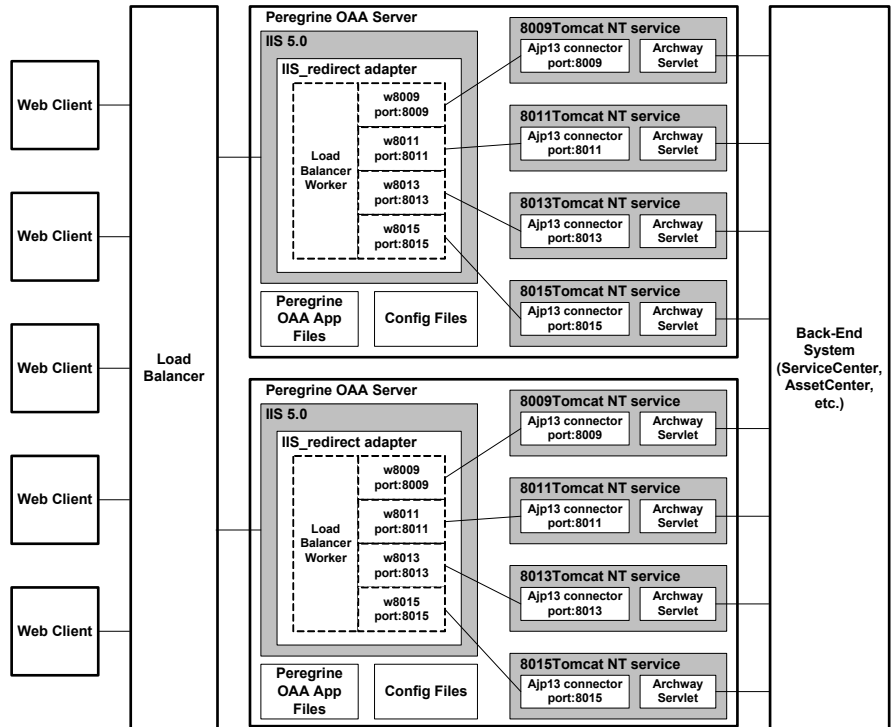 Web Client
Web Client
Web Client
Web Client
Web Client
Load
Balancer
Peregrine OAA Server
IIS 5.0
IIS_redirect adapter
Load
Balancer
Worker
w8009
port:8009
w8011
port:8011
w8013
port:8013
w8015
port:8015
Peregrine
OAA App
Files
Config Files
8009Tomcat NT service
Ajp13 connector
port:8009
Archway
Servlet
8011Tomcat NT service
Ajp13 connector
port:8011
Archway
Servlet
8013Tomcat NT service
Ajp13 connector
port:8013
Archway
Servlet
8015Tomcat NT service
Ajp13 connector
port:8015
Archway
Servlet
Peregrine OAA Server
IIS 5.0
IIS_redirect adapter
Load
Balancer
Worker
w8009
port:8009
w8011
port:8011
w8013
port:8013
w8015
port:8015
Peregrine
OAA App
Files
Config Files
8009Tomcat NT service
Ajp13 connector
port:8009
Archway
Servlet
8011Tomcat NT service
Ajp13 connector
port:8011
Archway
Servlet
8013Tomcat NT service
Ajp13 connector
port:8013
Archway
Servlet
8015Tomcat NT service
Ajp13 connector
port:8015
Archway
Servlet
Back-End
System
(ServiceCenter,
AssetCenter,
etc.)